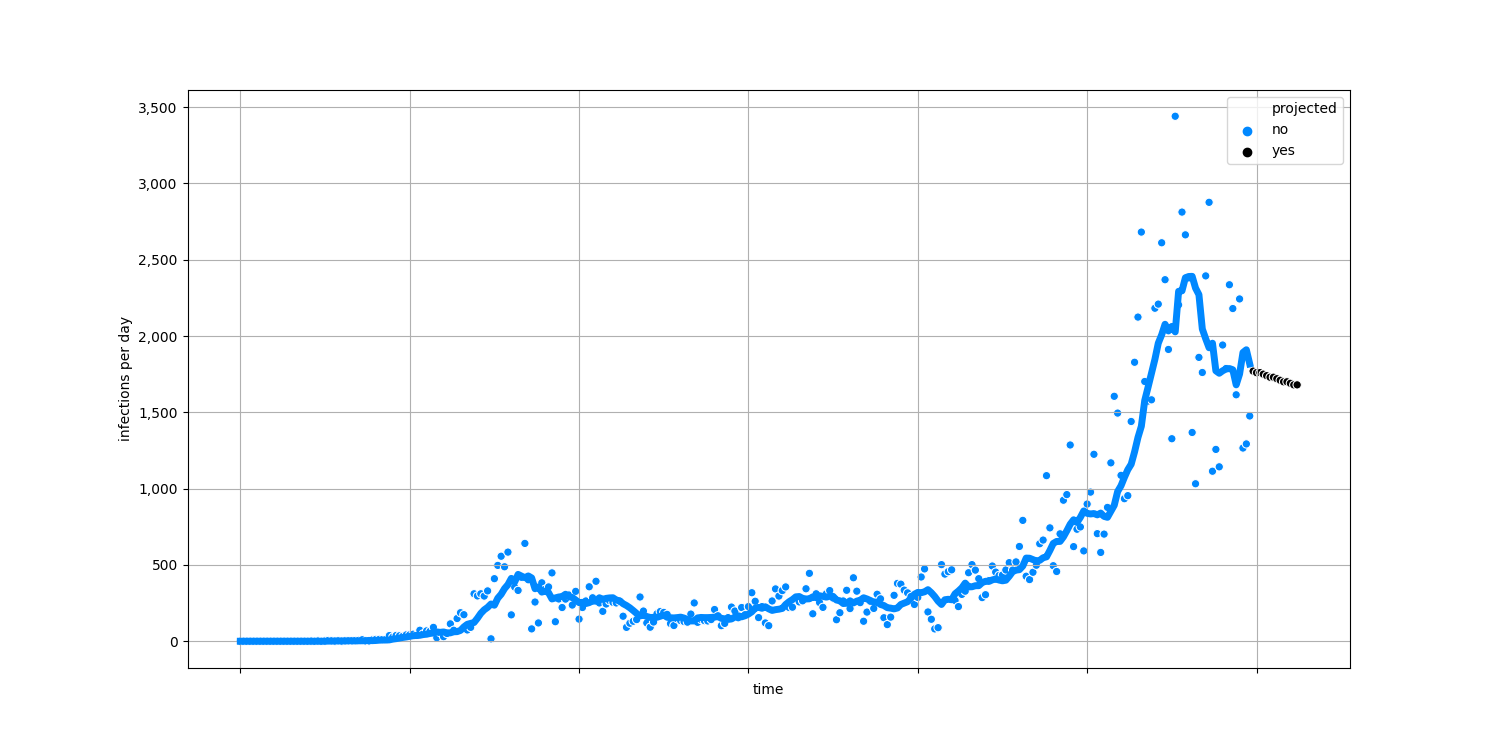 3,500
3,000
2,500
2,000
1,500
1,000
500
0
infections per day
time
projected
no
yes